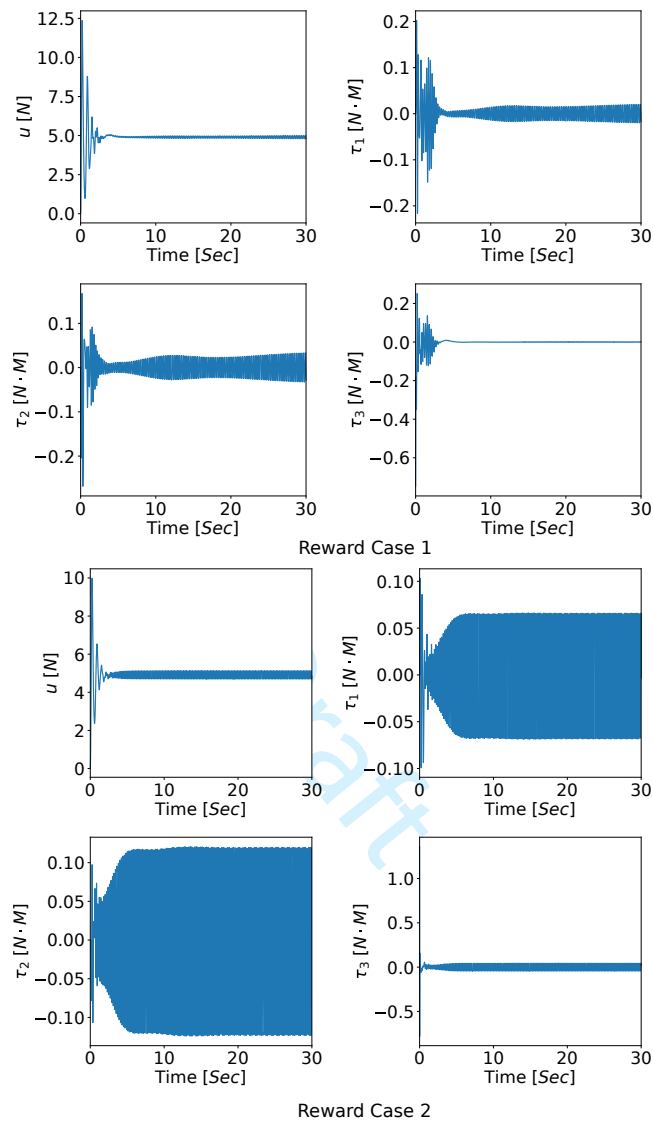 12.5
10.0
7.5
5.0
2.5
0.0
u [N]
0 10 20 30
Time [Sec]
0.2
0.1
0.0
−0.1
−0.2
τ1 [N · M]
0 10 20 30
Time [Sec]
0.1
0.0
−0.1
−0.2
τ2 [N · M]
0 10 20 30
Time [Sec]
0.2
0.0
−0.2
−0.4
−0.6
τ3 [N · M]
0 10 20 30
Time [Sec]
Reward Case 1
10
8
6
4
2
0
u [N]
0 10 20 30
Time [Sec]
0.10
0.05
0.00
−0.05
−0.10
τ1 [N · M]
0 10 20 30
Time [Sec]
0.10
0.05
0.00
−0.05
−0.10
τ2 [N · M]
0 10 20 30
Time [Sec]
1.0
0.5
0.0
−0.5
τ3 [N · M]
0 10 20 30
Time [Sec]
Reward Case 2